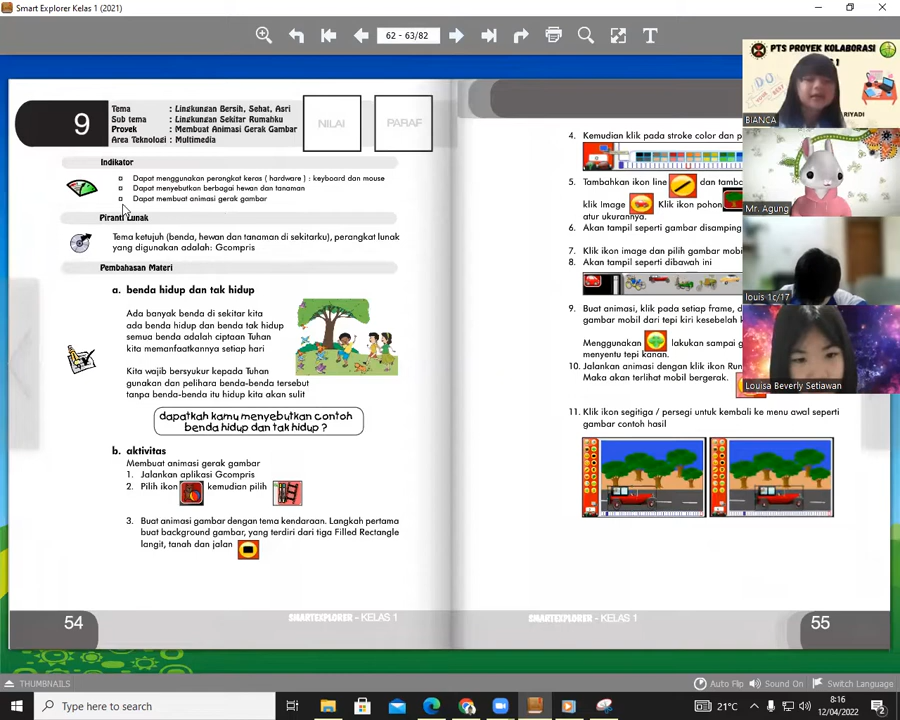 Smart Explorer Kelas 1 (2021)
62 - 63/82
T
9
Tema : Lingkungan Bersih, Sehat, Asri
Sub tema : Lingkungan Sekitar Rumahku
Proyek : Membuat Animasi Gerak Gambar
Area Teknologi : Multimedia
NILAI
PARAF
Indikator
Dapat menggunakan perangkat keras ( hardware ) : keyboard dan mouse
Dapat menyebutkan berbagai hewan dan tanaman
Dapat membuat animasi gerak gambar
Piranti Lunak
Tema ketujuh (benda, hewan dan tanaman di sekitarku), perangkat lunak
yang digunakan adalah: Gcompris
Pembahasan Materi
a. benda hidup dan tak hidup
Ada banyak benda di sekitar kita
ada benda hidup dan benda tak hidup
semua benda adalah ciptaan Tuhan
kita memanfaatkannya setiap hari
Kita wajib bersyukur kepada Tuhan
gunakan dan pelihara benda-benda tersebut
tanpa benda-benda itu hidup kita akan sulit
dapatkah kamu menyebutkan contoh
benda hidup dan tak hidup ?
b. aktivitas
Membuat animasi gerak gambar
1. Jalankan aplikasi Gcompris
2. Pilih ikon kemudian pilih
3. Buat animasi gambar dengan tema kendaraan. Langkah pertama
buat background gambar, yang terdiri dari tiga Filled Rectangle
langit, tanah dan jalan
54
SMARTEXPLORER - KELAS 1
4. Kemudian klik pada stroke color dan p
5. Tambahkan ikon line dan tamba
klik Image Klik ikon pohon
atur ukurannya.
6. Akan tampil seperti gambar disamping
7. Klik ikon image dan pilih gambar mobi
8. Akan tampil seperti dibawah ini
9. Buat animasi, klik pada setiap frame, d
gambar mobil dari tepi kiri kesebelah k
Menggunakan lakukan sampai g
menyentu tepi kanan.
10. Jalankan animasi dengan klik ikon Run
Maka akan terlihat mobil bergerak.
11. Klik ikon segitiga / persegi untuk kembali ke menu awal seperti
gambar contoh hasil
SMARTEXPLORER - KELAS 1
55
PTS PROYEK KOLABORASI
1
DO
RIYADI
BIANCA
Mr. Agung
louis 1c/17
Louisa Beverly Setiawan
THUMBNAILS
Auto Flip
Sound On
Switch Language
Type here to search
21°C
8:16
12/04/2022
2